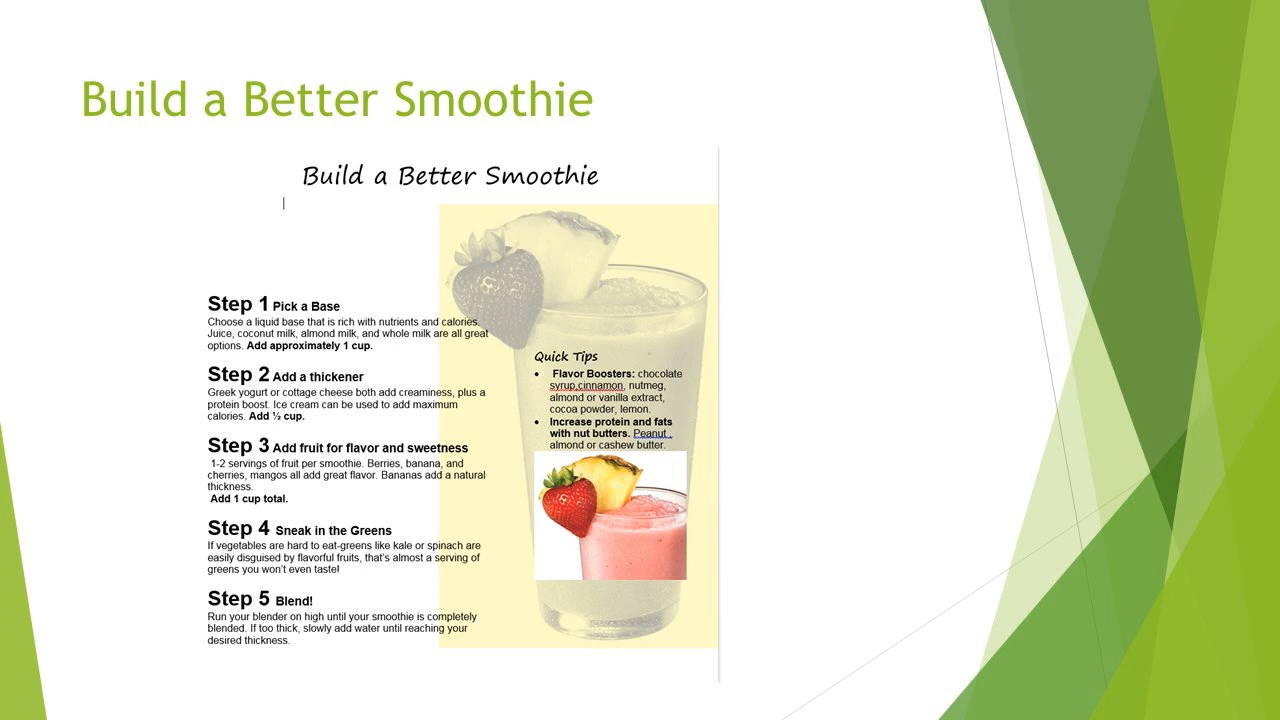 Build a Better Smoothie
Build a Better Smoothie
Step 1 Pick a Base
Choose a liquid base that is rich with nutrients and calories.
Juice, coconut milk, almond milk, and whole milk are all great
options. Add approximately 1 cup.
Step 2 Add a thickener
Greek yogurt or cottage cheese both add creaminess, plus a
protein boost. Ice cream can be used to add maximum
calories. Add ½ cup.
Step 3 Add fruit for flavor and sweetness
1-2 servings of fruit per smoothie. Berries, banana, and
cherries, mangos all add great flavor. Bananas add a natural
thickness.
Add 1 cup total.
Step 4 Sneak in the Greens
If vegetables are hard to eat-greens like kale or spinach are
easily disguised by flavorful fruits, that's almost a serving of
greens you won't even taste!
Step 5 Blend!
Run your blender on high until your smoothie is completely
blended. If too thick, slowly add water until reaching your
desired thickness.
Quick Tips
• Flavor Boosters: chocolate
syrup,cinnamon, nutmeg,
almond or vanilla extract,
cocoa powder, lemon.
• Increase protein and fats
with nut butters. Peanut ,
almond or cashew butter.